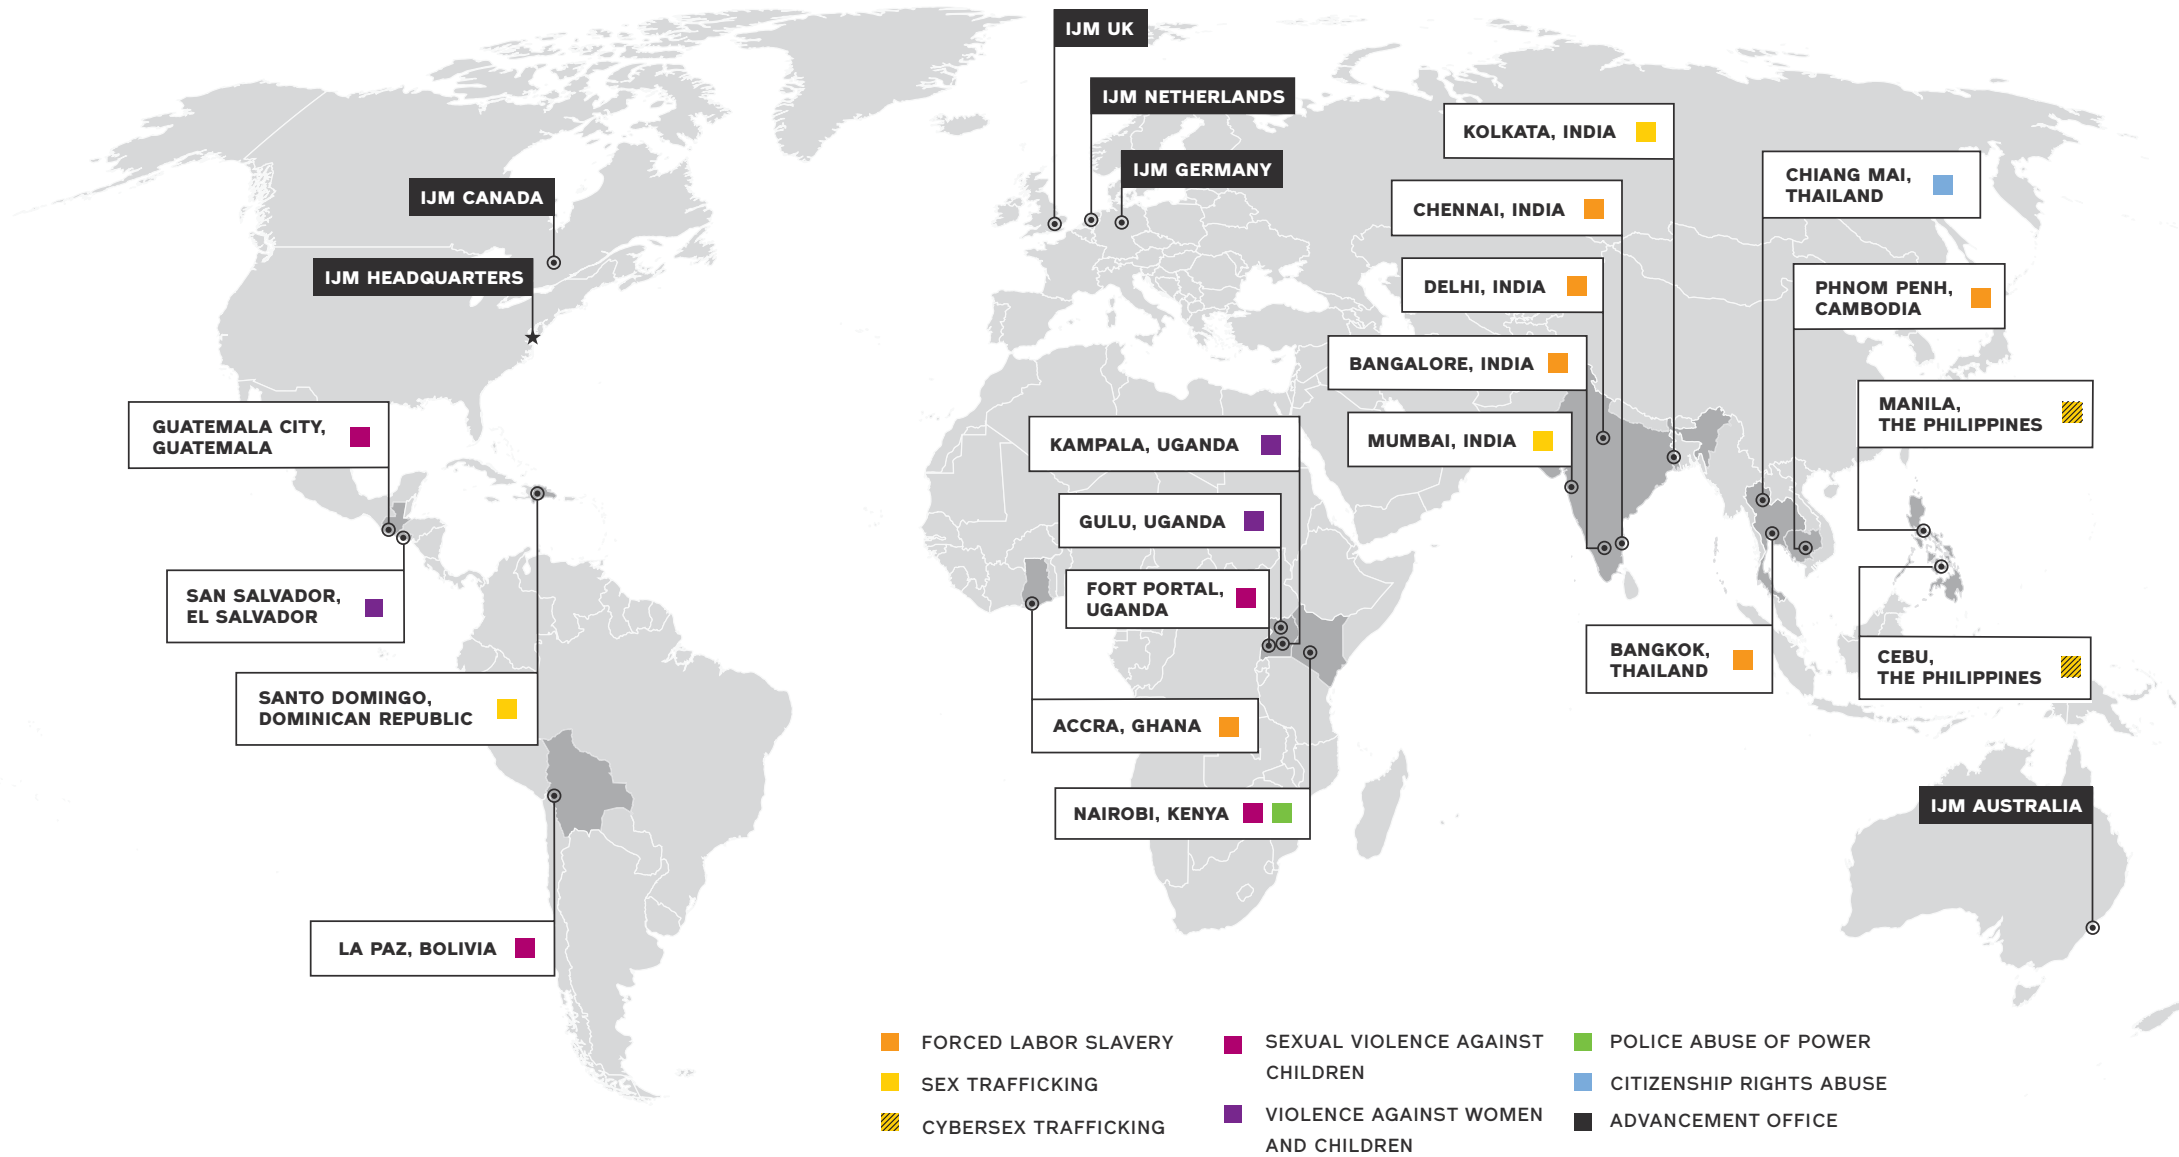 IJM UK
IJM NETHERLANDS
IJM GERMANY
IJM CANADA
IJM HEADQUARTERS
KOLKATA, INDIA
CHENNAI, INDIA
DELHI, INDIA
BANGALORE, INDIA
MUMBAI, INDIA
CHIANG MAI,
THAILAND
PHNOM PENH,
CAMBODIA
MANILA,
THE PHILIPPINES
GUATEMALA CITY,
GUATEMALA
KAMPALA, UGANDA
GULU, UGANDA
FORT PORTAL,
UGANDA
SAN SALVADOR,
EL SALVADOR
SANTO DOMINGO,
DOMINICAN REPUBLIC
ACCRA, GHANA
NAIROBI, KENYA
BANGKOK,
THAILAND
CEBU,
THE PHILIPPINES
IJM AUSTRALIA
LA PAZ, BOLIVIA
FORCED LABOR SLAVERY
SEX TRAFFICKING
CYBERSEX TRAFFICKING
SEXUAL VIOLENCE AGAINST
CHILDREN
VIOLENCE AGAINST WOMEN
AND CHILDREN
POLICE ABUSE OF POWER
CITIZENSHIP RIGHTS ABUSE
ADVANCEMENT OFFICE